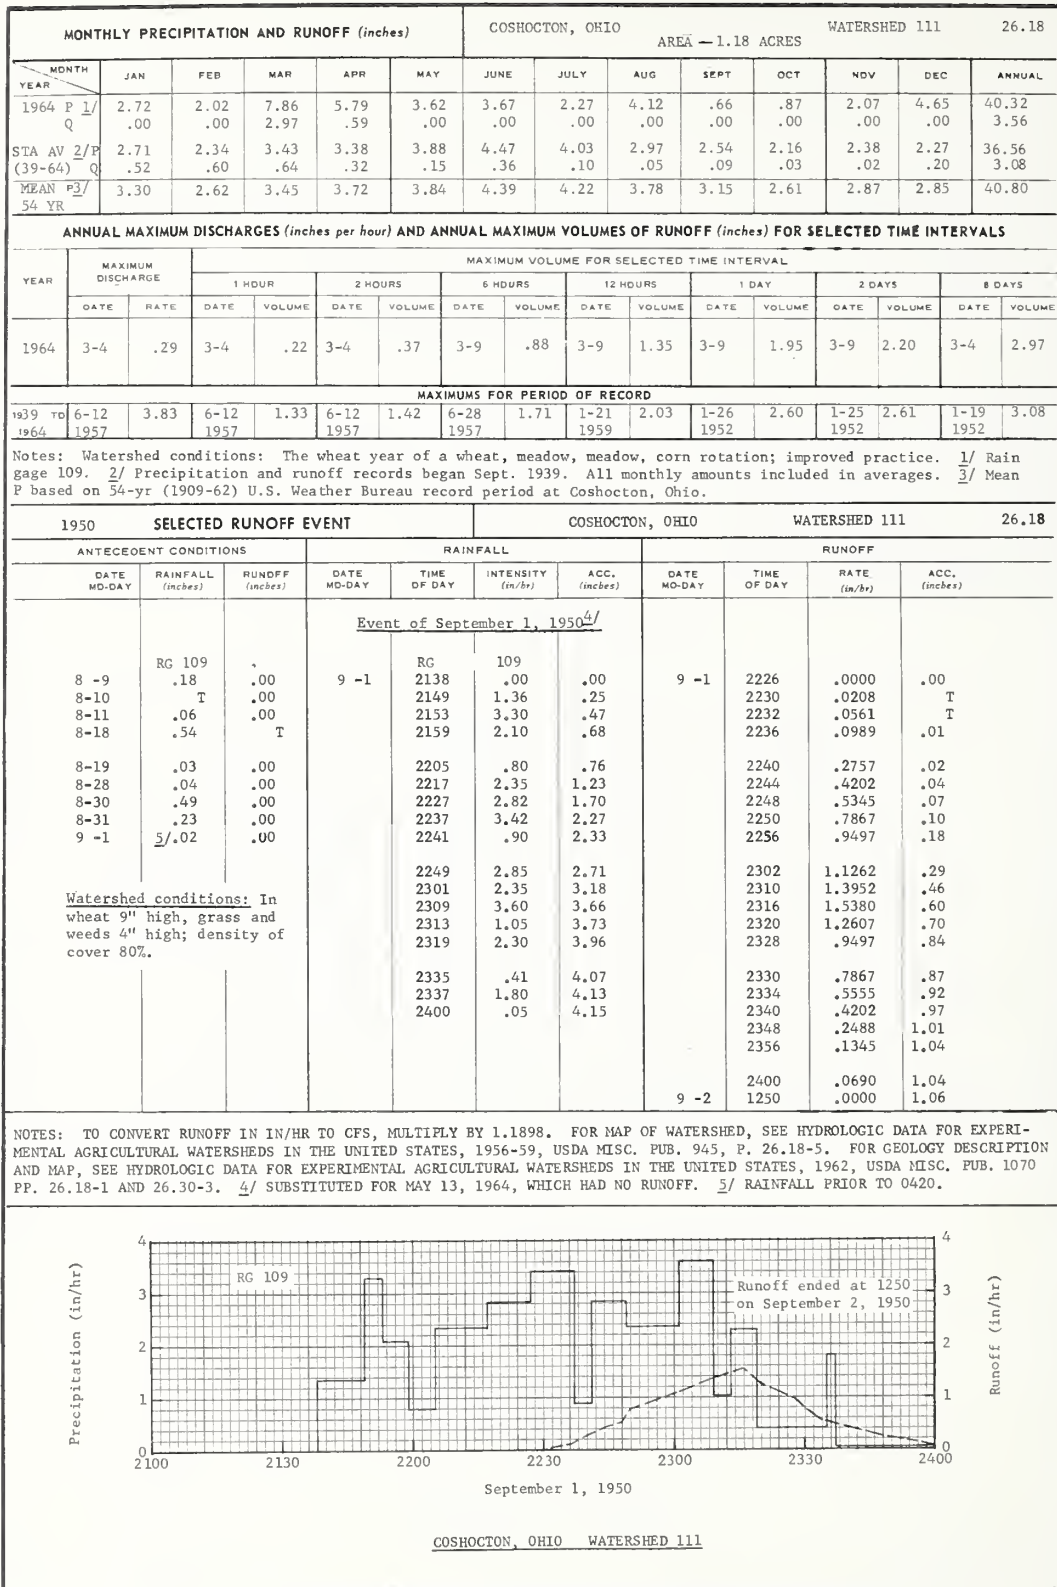 MONTHLY PRECIPITATION AND RUNOFF (inches) COSHOCTON, OHIO AREA — 1.18 ACRES WATERSHED 111 26.18
MONTH YEAR JAN FEB MAR APR MAY JUNE JULY AUG SEPT OCT NOV DEC ANNUAL
1964 P 1/ 2.72 2.02 7.86 5.79 3.62 3.67 2.27 4.12 .66 .87 2.07 4.65 40.32
Q .00 .00 2.97 .59 .00 .00 .00 .00 .00 .00 .00 .00 3.56
STA AV 2/P 2.71 2.34 3.43 3.38 3.88 4.47 4.03 2.97 2.54 2.16 2.38 2.27 36.56
(39-64) Q .52 .60 .64 .32 .15 .36 .10 .05 .09 .03 .02 .20 3.08
MEAN P3/ 3.30 2.62 3.45 3.72 3.84 4.39 4.22 3.78 3.15 2.61 2.87 2.85 40.80
54 YR
ANNUAL MAXIMUM DISCHARGES (inches per hour) AND ANNUAL MAXIMUM VOLUMES OF RUNOFF (inches) FOR SELECTED TIME INTERVALS
YEAR MAXIMUM DISCHARGE MAXIMUM VOLUME FOR SELECTED TIME INTERVAL
1 HOUR 2 HOURS 6 HOURS 12 HOURS 1 DAY 2 DAYS 8 DAYS
DATE RATE DATE VOLUME DATE VOLUME DATE VOLUME DATE VOLUME DATE VOLUME DATE VOLUME DATE VOLUME
1964 3-4 .29 3-4 .22 3-4 .37 3-9 .88 3-9 1.35 3-9 1.95 3-9 2.20 3-4 2.97
MAXIMUMS FOR PERIOD OF RECORD
1939 TO 6-12 3.83 6-12 1.33 6-12 1.42 6-28 1.71 1-21 2.03 1-26 2.60 1-25 2.61 1-19 3.08
1964 1957 1957 1957 1957 1959 1952 1952 1952
Notes: Watershed conditions: The wheat year of a wheat, meadow, meadow, corn rotation; improved practice. 1/ Rain
gage 109. 2/ Precipitation and runoff records began Sept. 1939. All monthly amounts included in averages. 3/ Mean
P based on 54-yr (1909-62) U.S. Weather Bureau record period at Coshocton, Ohio.
1950 SELECTED RUNOFF EVENT COSHOCTON, OHIO WATERSHED 111 26.18
ANTECEDENT CONDITIONS RAINFALL RUNOFF
DATE MO-DAY RAINFALL (inches) RUNOFF (inches) DATE MO-DAY TIME OF DAY INTENSITY (in/hr) ACC. (inches) DATE MO-DAY TIME OF DAY RATE (in/hr) ACC. (inches)
Event of September 1, 1950 4/
RG 109 RG 109
8 -9 .18 .00 9 -1 2138 .00 .00 9 -1 2226 .0000 .00
8-10 T .00 2149 1.36 .25 2230 .0208 T
8-11 .06 .00 2153 3.30 .47 2232 .0561 T
8-18 .54 T 2159 2.10 .68 2236 .0989 .01
8-19 .03 .00 2205 .80 .76 2240 .2757 .02
8-28 .04 .00 2217 2.35 1.23 2244 .4202 .04
8-30 .49 .00 2227 2.82 1.70 2248 .5345 .07
8-31 .23 .00 2237 3.42 2.27 2250 .7867 .10
9 -1 5/.02 .00 2241 .90 2.33 2256 .9497 .18
2249 2.85 2.71 2302 1.1262 .29
Watershed conditions: In 2301 2.35 3.18 2310 1.3952 .46
wheat 9" high, grass and 2309 3.60 3.66 2316 1.5380 .60
weeds 4" high; density of 2313 1.05 3.73 2320 1.2607 .70
cover 80%. 2319 2.30 3.96 2328 .9497 .84
2335 .41 4.07 2330 .7867 .87
2337 1.80 4.13 2334 .5555 .92
2400 .05 4.15 2340 .4202 .97
2348 .2488 1.01
2356 .1345 1.04
2400 .0690 1.04
9 -2 1250 .0000 1.06
NOTES: TO CONVERT RUNOFF IN IN/HR TO CFS, MULTIPLY BY 1.1898. FOR MAP OF WATERSHED, SEE HYDROLOGIC DATA FOR EXPERI-
MENTAL AGRICULTURAL WATERSHEDS IN THE UNITED STATES, 1956-59, USDA MISC. PUB. 945, P. 26.18-5. FOR GEOLOGY DESCRIPTION
AND MAP, SEE HYDROLOGIC DATA FOR EXPERIMENTAL AGRICULTURAL WATERSHEDS IN THE UNITED STATES, 1962, USDA MISC. PUB. 1070
PP. 26.18-1 AND 26.30-3. 4/ SUBSTITUTED FOR MAY 13, 1964, WHICH HAD NO RUNOFF. 5/ RAINFALL PRIOR TO 0420.
Precipitation (in/hr)
4 3 2 1 0
RG 109
Runoff ended at 1250
on September 2, 1950
4 3 2 1 0
Runoff (in/hr)
2100 2130 2200 2230 2300 2330 2400
September 1, 1950
COSHOCTON, OHIO WATERSHED 111